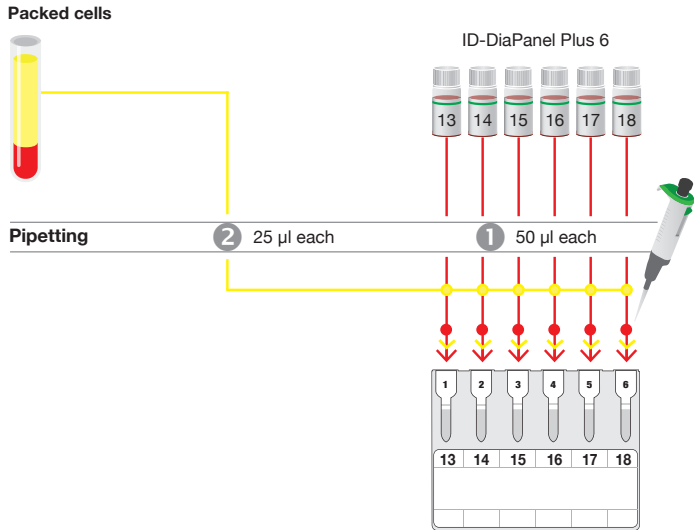 Packed cells
ID-DiaPanel Plus 6
13 14 15 16 17 18
Pipetting 2 25 µl each 1 50 µl each
1 2 3 4 5 6
13 14 15 16 17 18